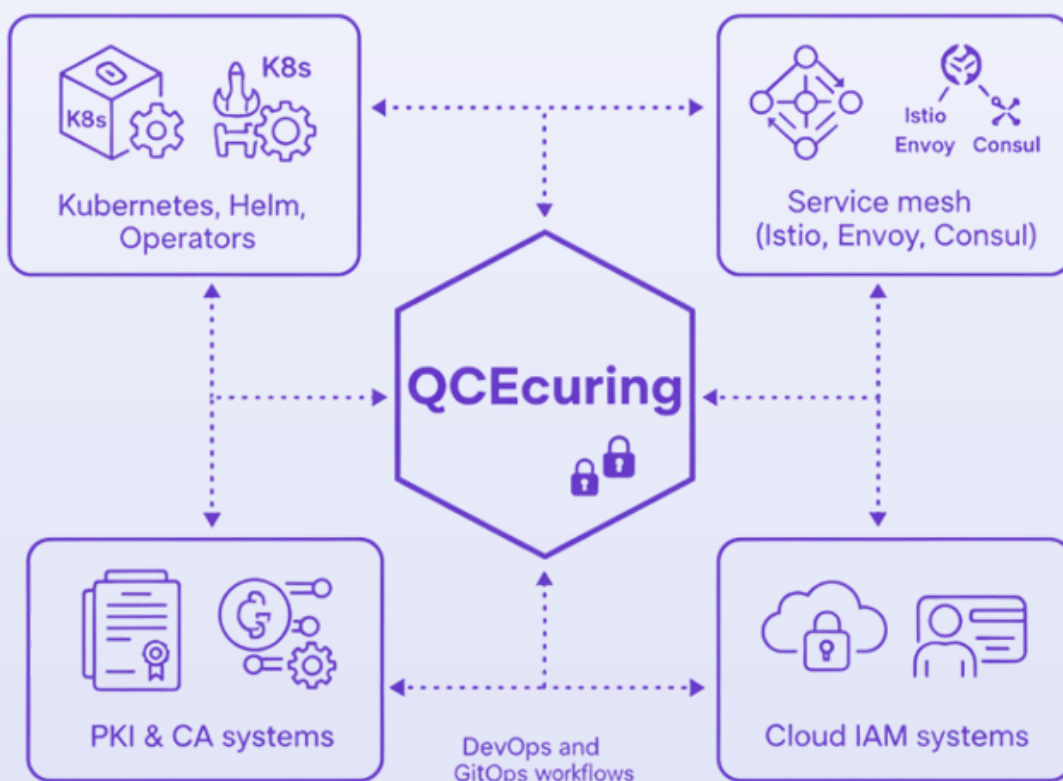 K8s
K8s
Kubernetes, Helm,
Operators
Istio
Envoy Consul
Service mesh
(Istio, Envoy, Consul)
QCEcuring
PKI & CA systems
DevOps and
GitOps workflows
Cloud IAM systems